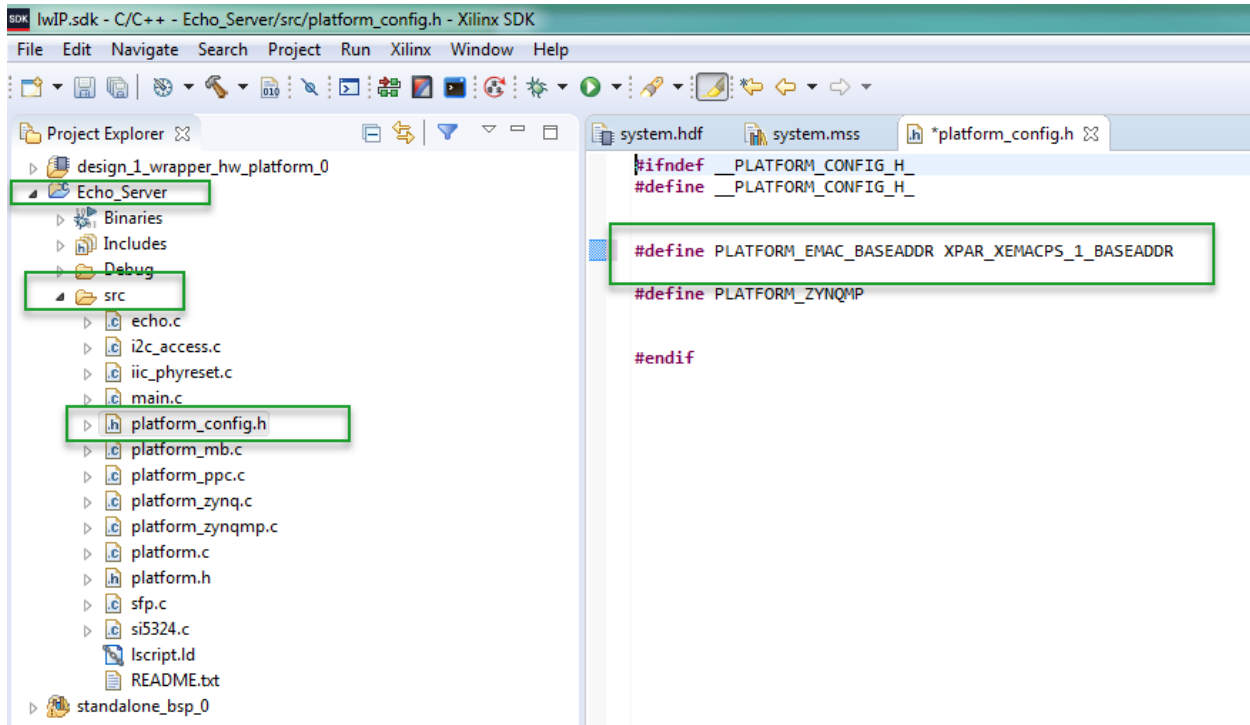 SDK lwIP.sdk - C/C++ - Echo_Server/src/platform_config.h - Xilinx SDK
File Edit Navigate Search Project Run Xilinx Window Help
010
Project Explorer
design_1_wrapper_hw_platform_0
Echo_Server
Binaries
Includes
Debug
src
echo.c
i2c_access.c
iic_phyreset.c
main.c
platform_config.h
platform_mb.c
platform_ppc.c
platform_zynq.c
platform_zynqmp.c
platform.c
platform.h
sfp.c
si5324.c
lscript.ld
README.txt
standalone_bsp_0
system.hdf system.mss *platform_config.h
#ifndef __PLATFORM_CONFIG_H_
#define __PLATFORM_CONFIG_H_
#define PLATFORM_EMAC_BASEADDR XPAR_XEMACPS_1_BASEADDR
#define PLATFORM_ZYNQMP
#endif